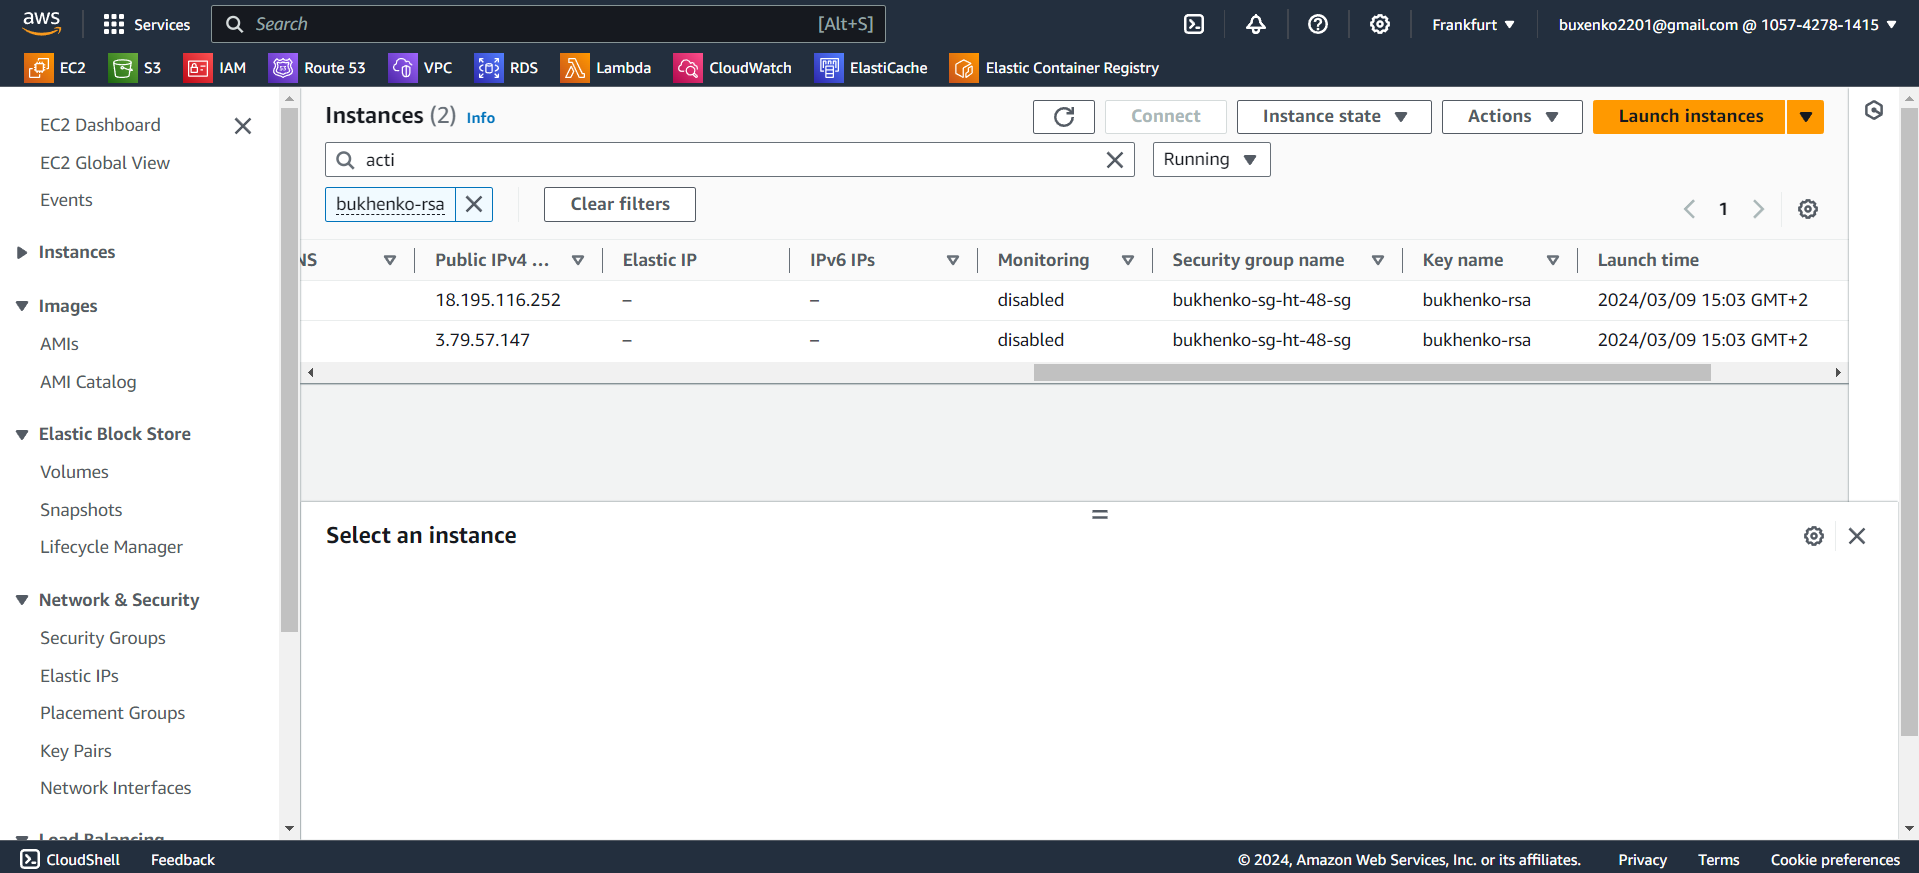 aws Services Search [Alt+S] Frankfurt buxenko2201@gmail.com @ 1057-4278-1415
EC2 S3 IAM Route 53 VPC RDS Lambda CloudWatch ElastiCache Elastic Container Registry
EC2 Dashboard
EC2 Global View
Events
Instances
Images
AMIs
AMI Catalog
Elastic Block Store
Volumes
Snapshots
Lifecycle Manager
Network & Security
Security Groups
Elastic IPs
Placement Groups
Key Pairs
Network Interfaces
Load Balancing
Instances (2) Info Connect Instance state Actions Launch instances
acti Running
bukhenko-rsa Clear filters 1
NS Public IPv4 ... Elastic IP IPv6 IPs Monitoring Security group name Key name Launch time
18.195.116.252 – – disabled bukhenko-sg-ht-48-sg bukhenko-rsa 2024/03/09 15:03 GMT+2
3.79.57.147 – – disabled bukhenko-sg-ht-48-sg bukhenko-rsa 2024/03/09 15:03 GMT+2
Select an instance
CloudShell Feedback © 2024, Amazon Web Services, Inc. or its affiliates. Privacy Terms Cookie preferences